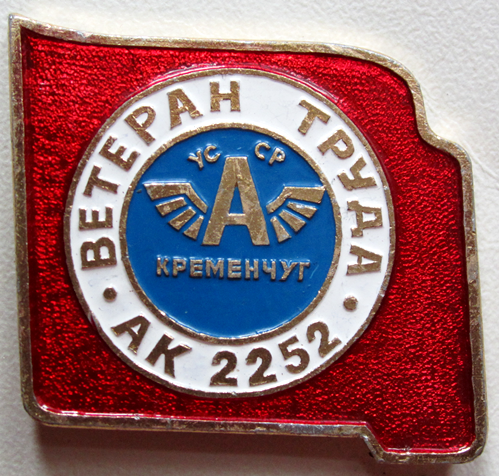 ВЕТЕРАН ТРУДА
УС СР
А
КРЕМЕНЧУГ
АК 2252